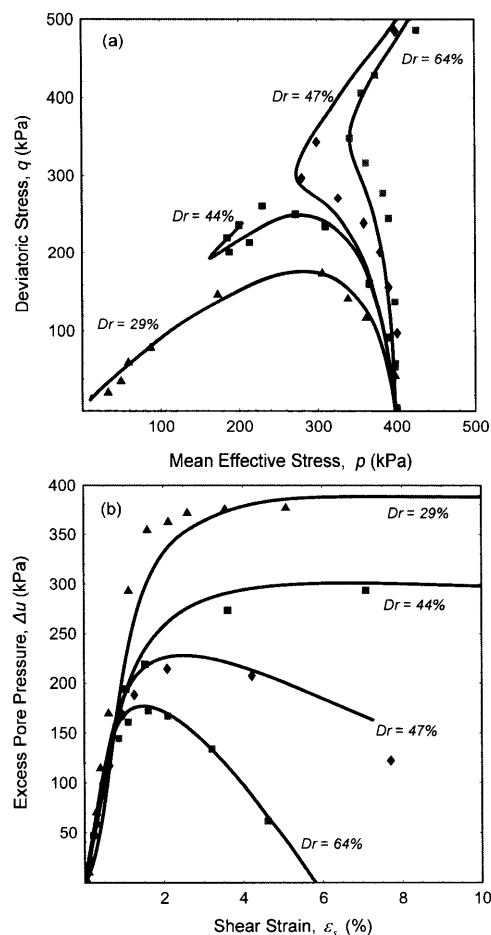 500
(a)
Dr = 64%
400
Dr = 47%
300
Dr = 44%
200
Dr = 29%
100
100 200 300 400 500
Deviatoric Stress, q (kPa)
Mean Effective Stress, p (kPa)
400
(b)
Dr = 29%
350
300
Dr = 44%
250
200
Dr = 47%
150
100
Dr = 64%
50
2 4 6 8 10
Excess Pore Pressure, Δu (kPa)
Shear Strain, εs (%)